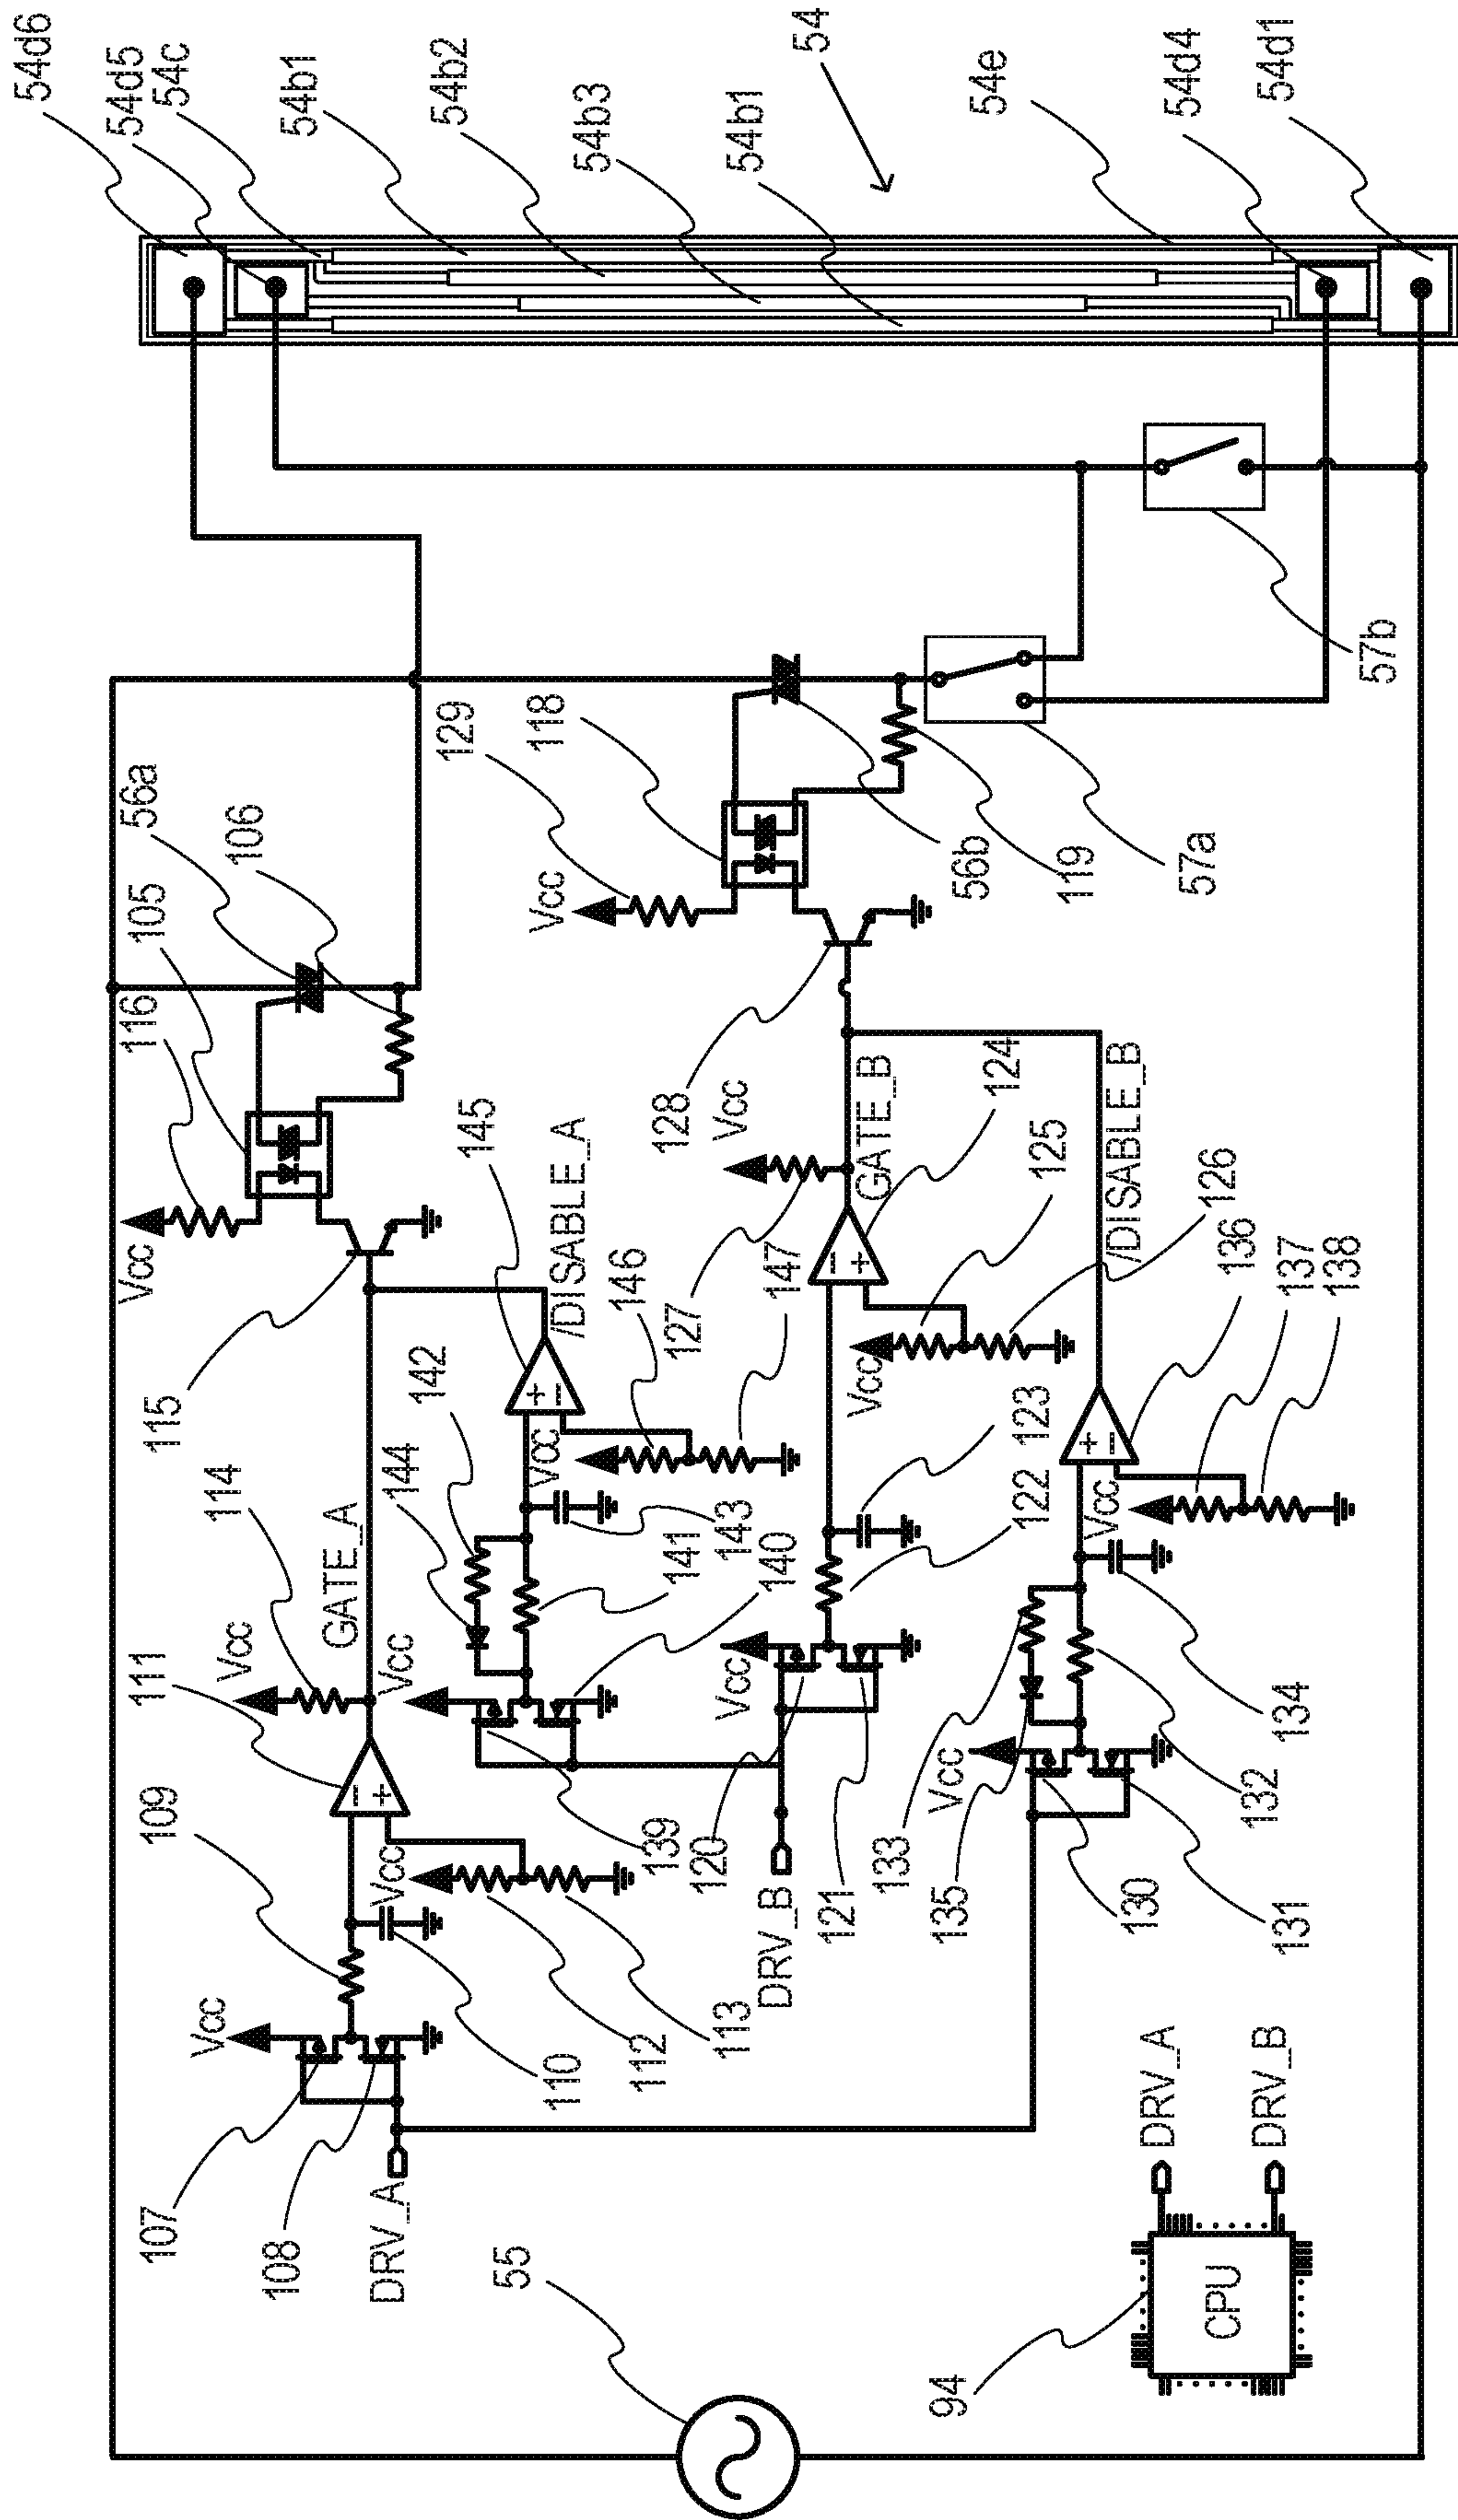 54d6
54d5
54c
54b1
54b2
54b3
54b1
54
54e
54d4
54d1
57b
57a
129
118
56b
119
Vcc
56a
106
105
116
Vcc
115
128
Vcc
GATE_B
124
125
126
/DISABLE_B
136
137
138
145
/DISABLE_A
146
127
147
Vcc
123
122
Vcc
142
144
Vcc
141
143
140
114
GATE_A
Vcc
111
Vcc
109
Vcc
139
120
Vcc
121
133
135
Vcc
130
131
132
134
DRV_B
Vcc
107
108
110
112
113
DRV_A
55
94
CPU
DRV_A
DRV_B